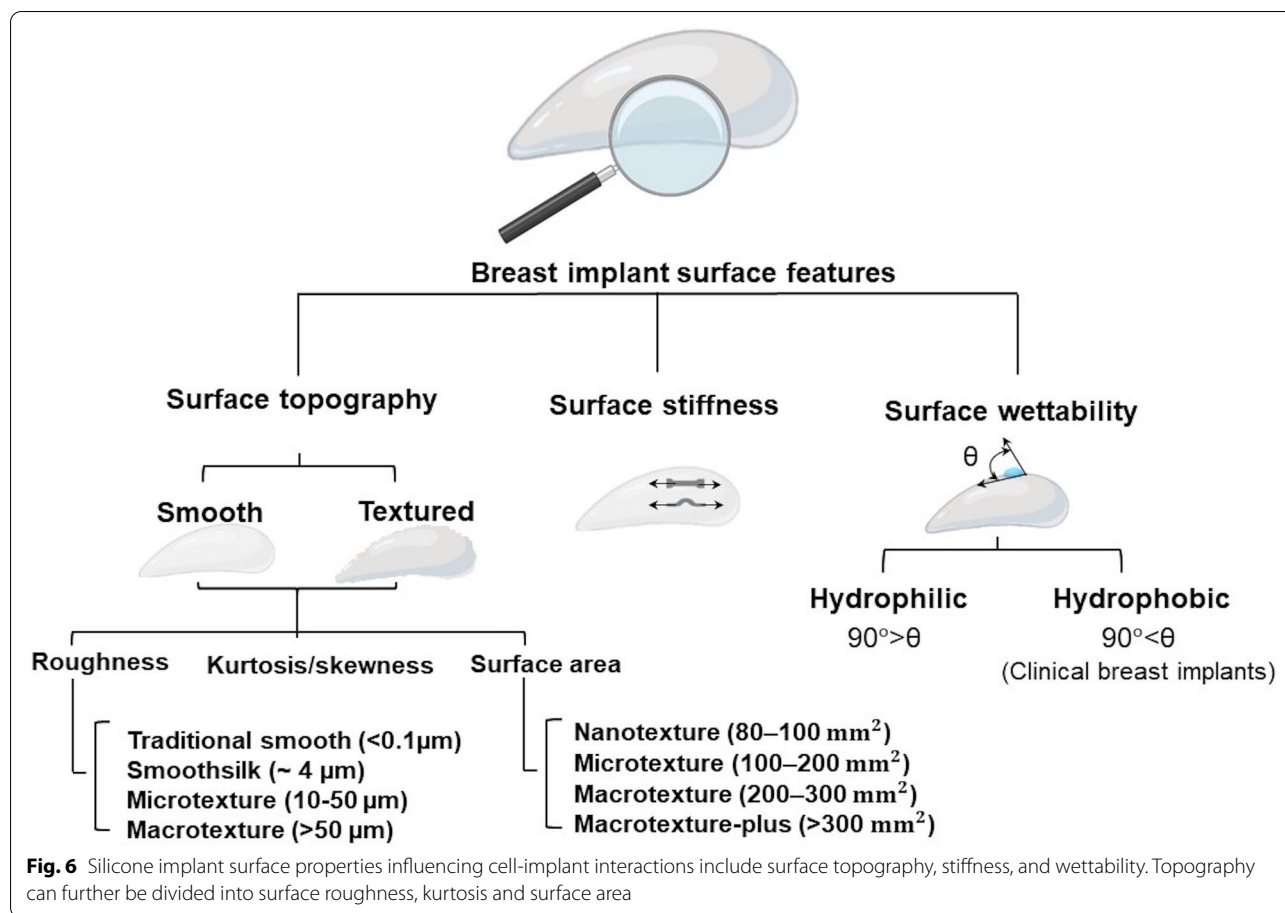 Breast implant surface features
Surface topography
Surface stiffness
Surface wettability
θ
Smooth
Textured
Hydrophilic
90°>θ
Hydrophobic
90°<θ
(Clinical breast implants)
Roughness
Kurtosis/skewness
Surface area
Traditional smooth (<0.1μm)
Smoothsilk (~ 4 μm)
Microtexture (10-50 μm)
Macrotexture (>50 μm)
Nanotexture (80–100 mm²)
Microtexture (100–200 mm²)
Macrotexture (200–300 mm²)
Macrotexture-plus (>300 mm²)
Fig. 6 Silicone implant surface properties influencing cell-implant interactions include surface topography, stiffness, and wettability. Topography
can further be divided into surface roughness, kurtosis and surface area